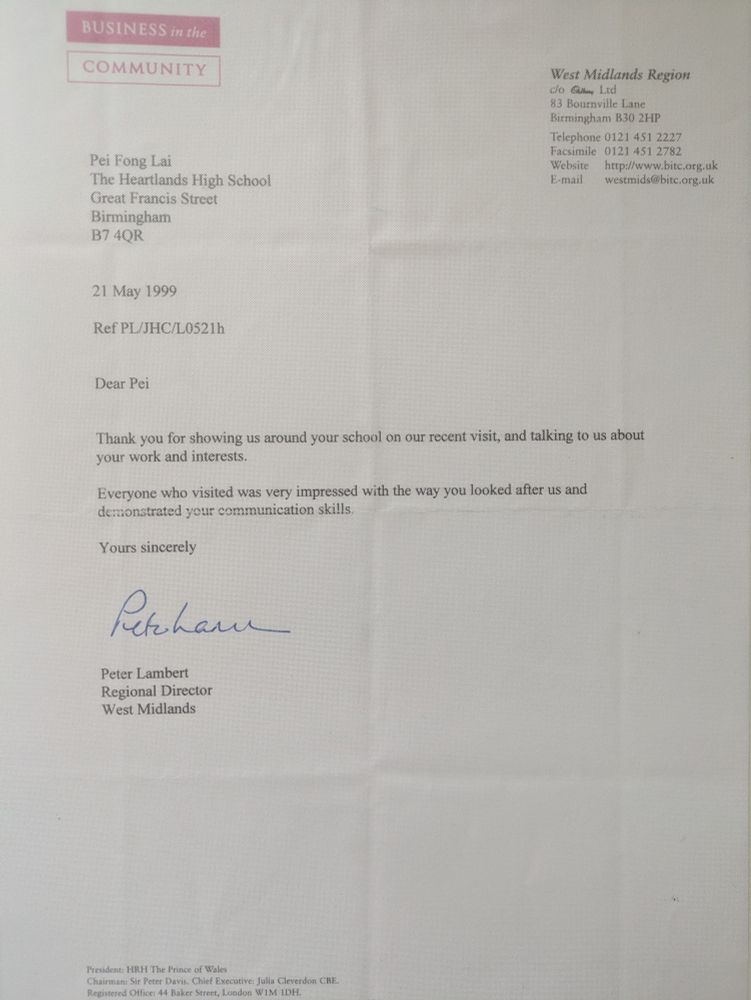 BUSINESS in the
COMMUNITY
West Midlands Region
c/o Cadbury Ltd
83 Bournville Lane
Birmingham B30 2HP
Telephone 0121 451 2227
Facsimile 0121 451 2782
Website http://www.bitc.org.uk
E-mail westmids@bitc.org.uk
Pei Fong Lai
The Heartlands High School
Great Francis Street
Birmingham
B7 4QR
21 May 1999
Ref PL/JHC/L0521h
Dear Pei
Thank you for showing us around your school on our recent visit, and talking to us about
your work and interests.
Everyone who visited was very impressed with the way you looked after us and
demonstrated your communication skills.
Yours sincerely
Peter Lambert
Regional Director
West Midlands
President: HRH The Prince of Wales
Chairman: Sir Peter Davis. Chief Executive: Julia Cleverdon CBE.
Registered Office: 44 Baker Street, London W1M 1DH.